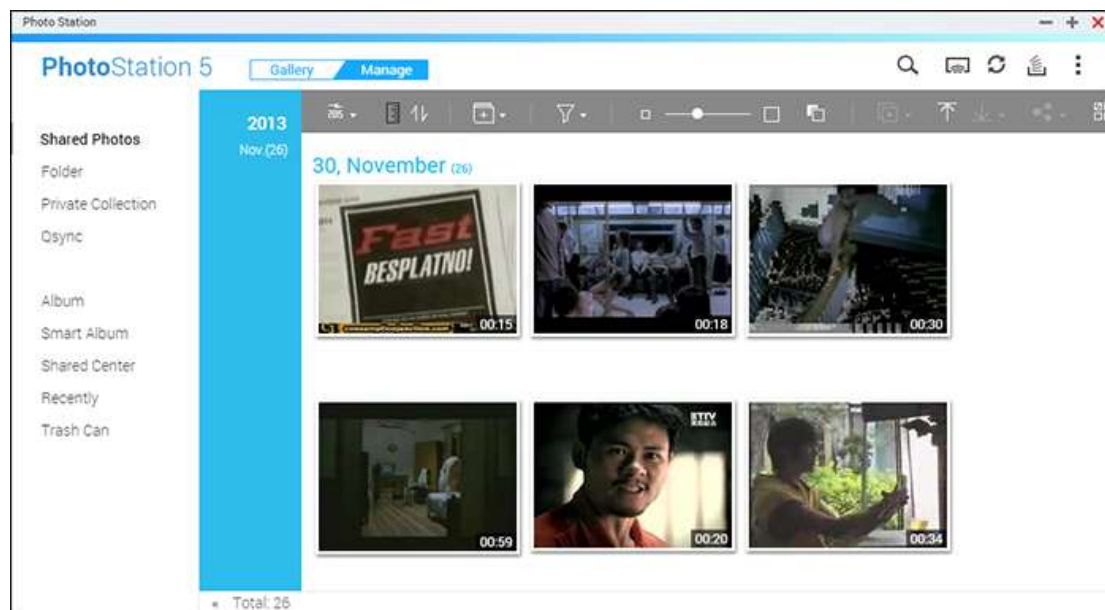 Photo Station
PhotoStation 5
Gallery
Manage
Shared Photos
Folder
Private Collection
Qsync
Album
Smart Album
Shared Center
Recently
Trash Can
2013
Nov.(26)
30, November (26)
Fast
BESPLATNO!
00:15
00:18
00:30
00:59
ETTV
00:20
00:34
Total: 26